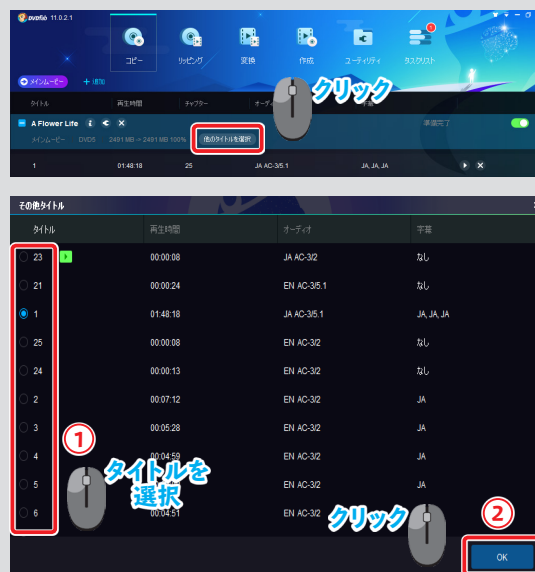 DVDFab 11.0.2.1
コピー リッピング 変換 作成 ユーティリティ タスクリスト
メインムービー + 追加
クリック
タイトル 再生時間 チャプター 字幕
A Flower Life 準備完了
メインムービー DVD5 2491 MB -> 2491 MB 100% 他のタイトルを選択
1 01:48:18 25 JA AC-3/5.1 JA, JA, JA
その他タイトル
タイトル 再生時間 オーディオ 字幕
23 00:00:08 JA AC-3/2 なし
21 00:00:24 EN AC-3/5.1 なし
1 01:48:18 JA AC-3/5.1 JA, JA, JA
25 00:00:08 EN AC-3/2 なし
24 00:00:13 EN AC-3/2 なし
2 00:07:12 EN AC-3/2 JA
3 00:05:28 EN AC-3/2 JA
①
4 00:04:59 EN AC-3/2 JA
タイトルを
選択
5 EN AC-3/2 JA
6 00:04:51 EN AC-3/2
クリック
②
OK